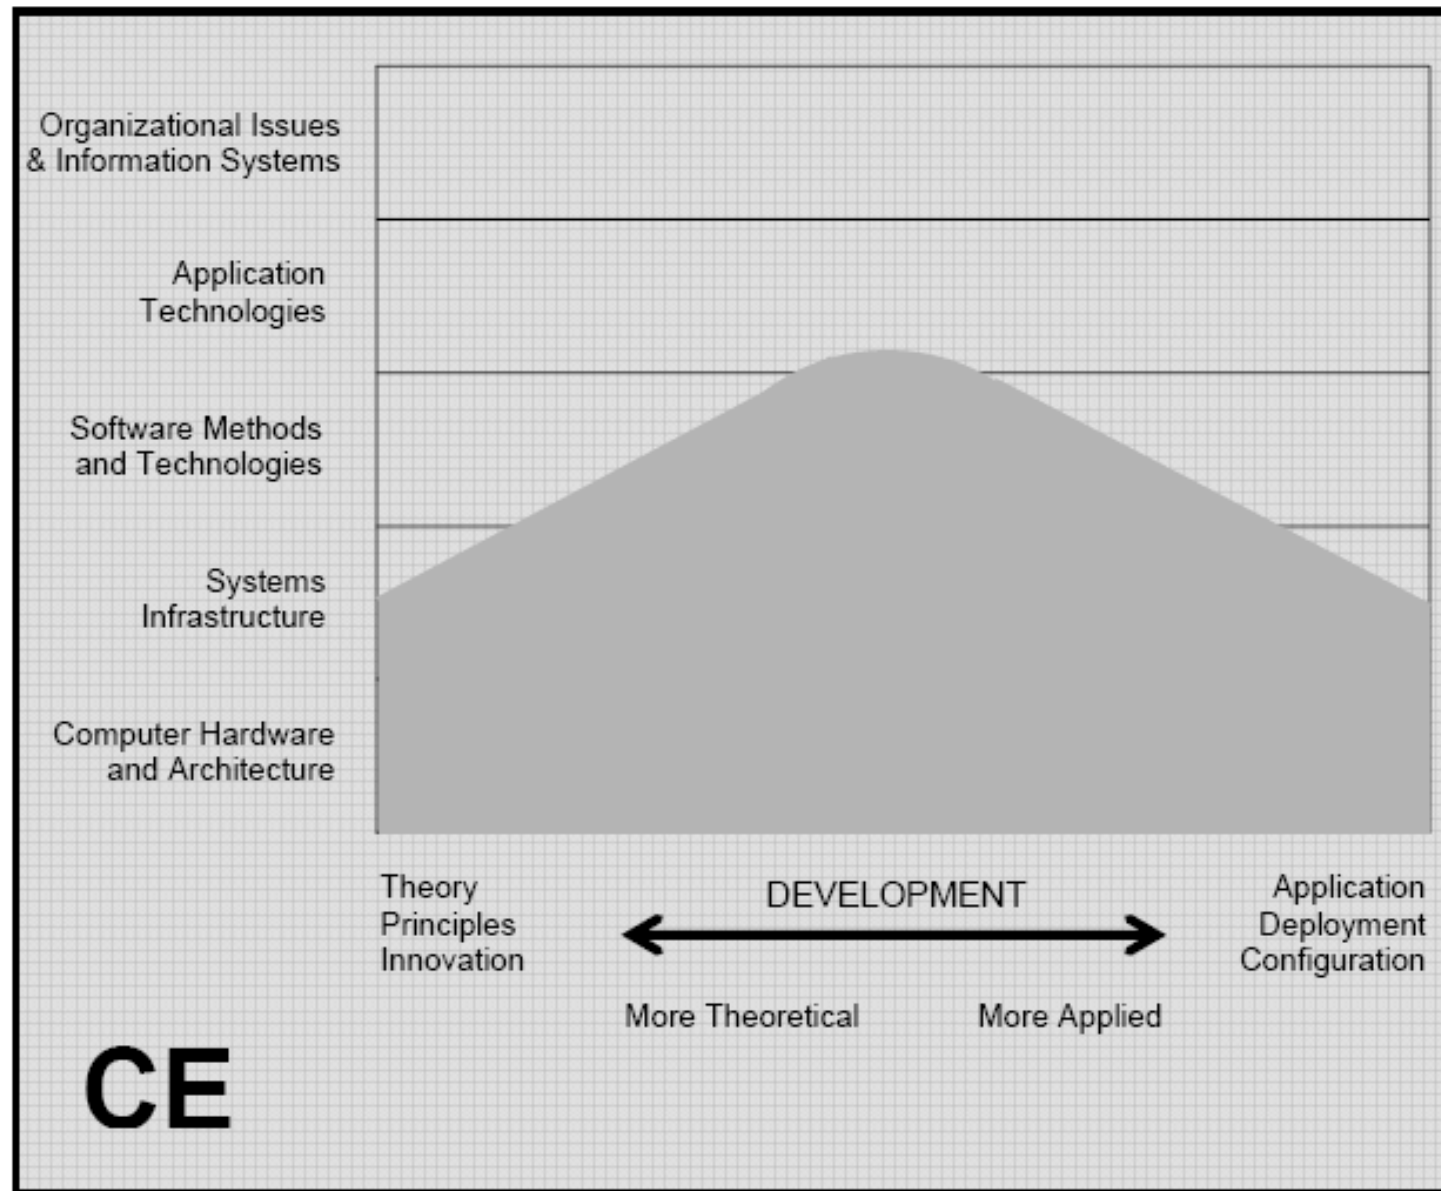 Organizational Issues
& Information Systems
Application
Technologies
Software Methods
and Technologies
Systems
Infrastructure
Computer Hardware
and Architecture
Theory
Principles
Innovation
DEVELOPMENT
Application
Deployment
Configuration
More Theoretical
More Applied
CE